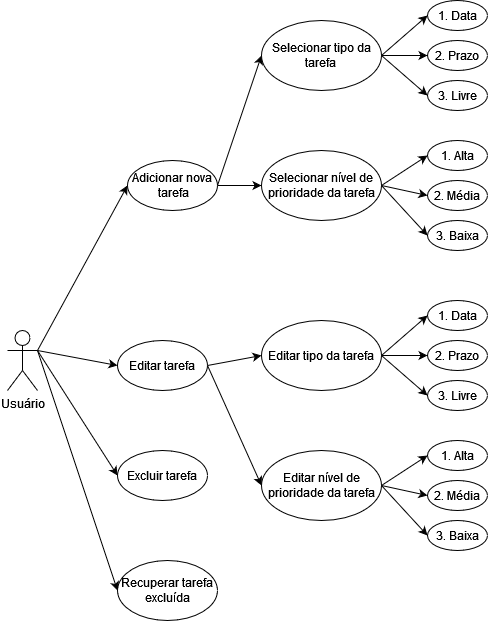 1. Data
Selecionar tipo da
tarefa
2. Prazo
3. Livre
1. Alta
Adicionar nova
tarefa
Selecionar nível de
prioridade da tarefa
2. Média
3. Baixa
1. Data
Editar tarefa
Editar tipo da tarefa
2. Prazo
3. Livre
Usuário
1. Alta
Excluir tarefa
Editar nível de
prioridade da tarefa
2. Média
3. Baixa
Recuperar tarefa
excluída